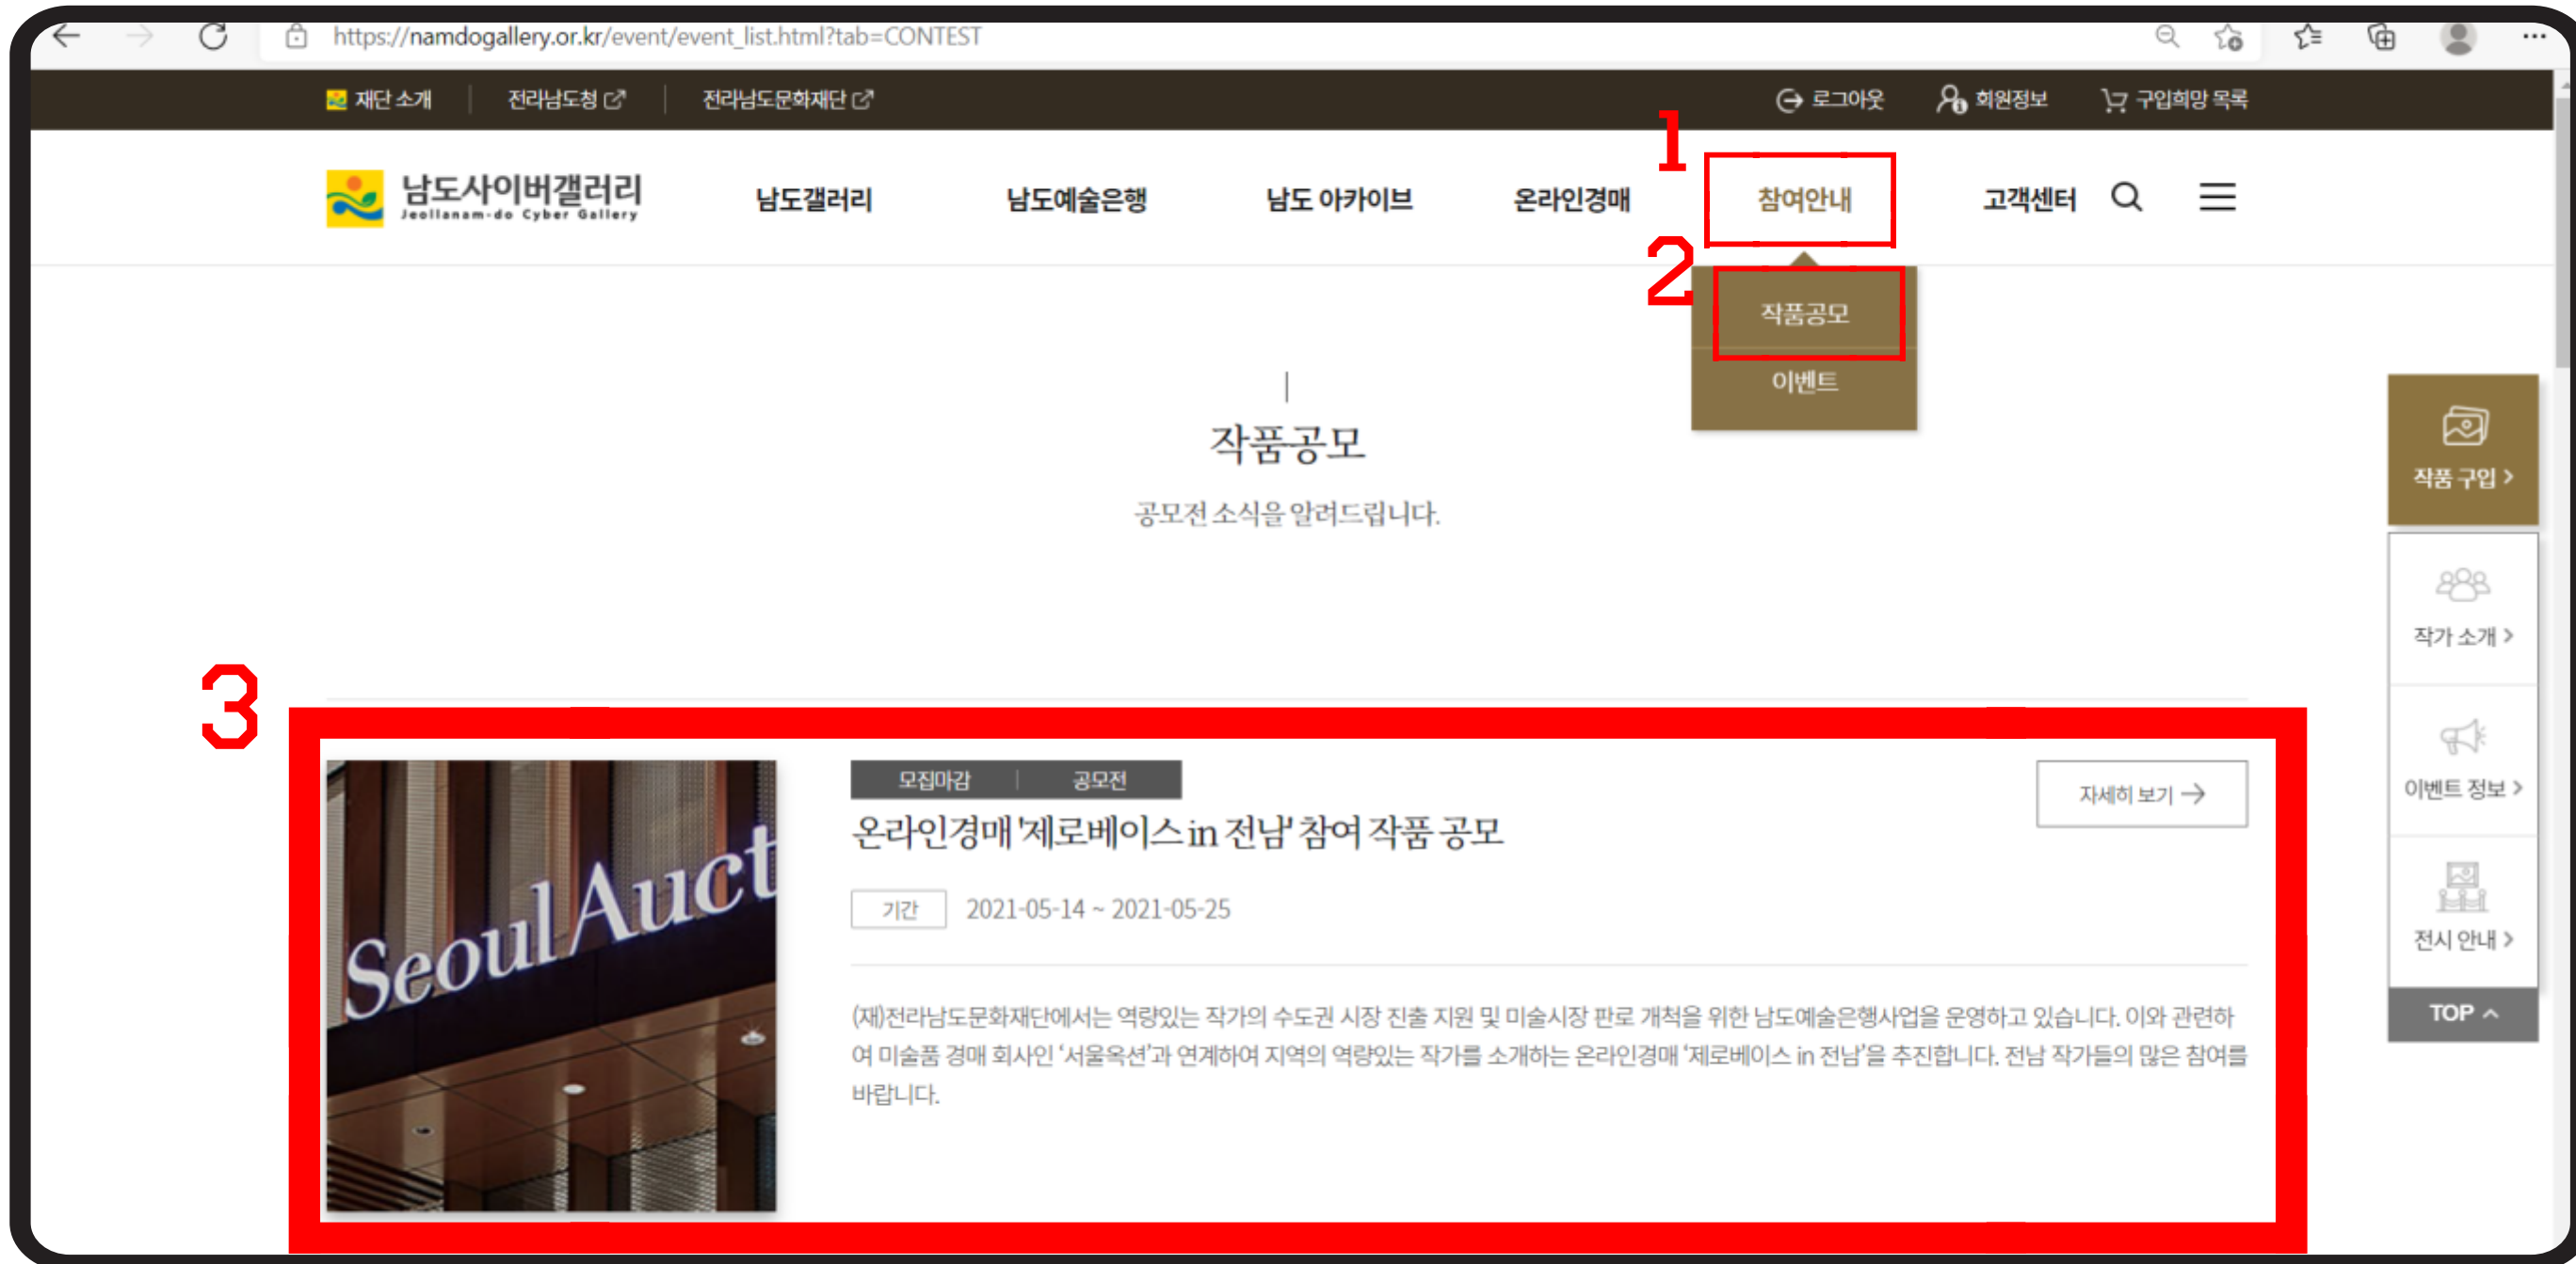 https://namdogallery.or.kr/event/event_list.html?tab=CONTEST
재단 소개 전라남도청 전라남도문화재단 로그아웃 회원정보 구입희망 목록
1
남도사이버갤러리
Jeollanam-do Cyber Gallery
남도갤러리 남도예술은행 남도 아카이브 온라인경매 참여안내 고객센터
2
작품공모
이벤트
작품공모
공모전 소식을 알려드립니다.
작품 구입 >
작가 소개 >
이벤트 정보 >
전시 안내 >
TOP
3
Seoul Auct
모집마감 | 공모전
자세히 보기 →
온라인경매 '제로베이스 in 전남' 참여 작품 공모
기간 2021-05-14 ~ 2021-05-25
(재)전라남도문화재단에서는 역량있는 작가의 수도권 시장 진출 지원 및 미술시장 판로 개척을 위한 남도예술은행사업을 운영하고 있습니다. 이와 관련하
여 미술품 경매 회사인 ‘서울옥션’과 연계하여 지역의 역량있는 작가를 소개하는 온라인경매 ‘제로베이스 in 전남’을 추진합니다. 전남 작가들의 많은 참여를
바랍니다.